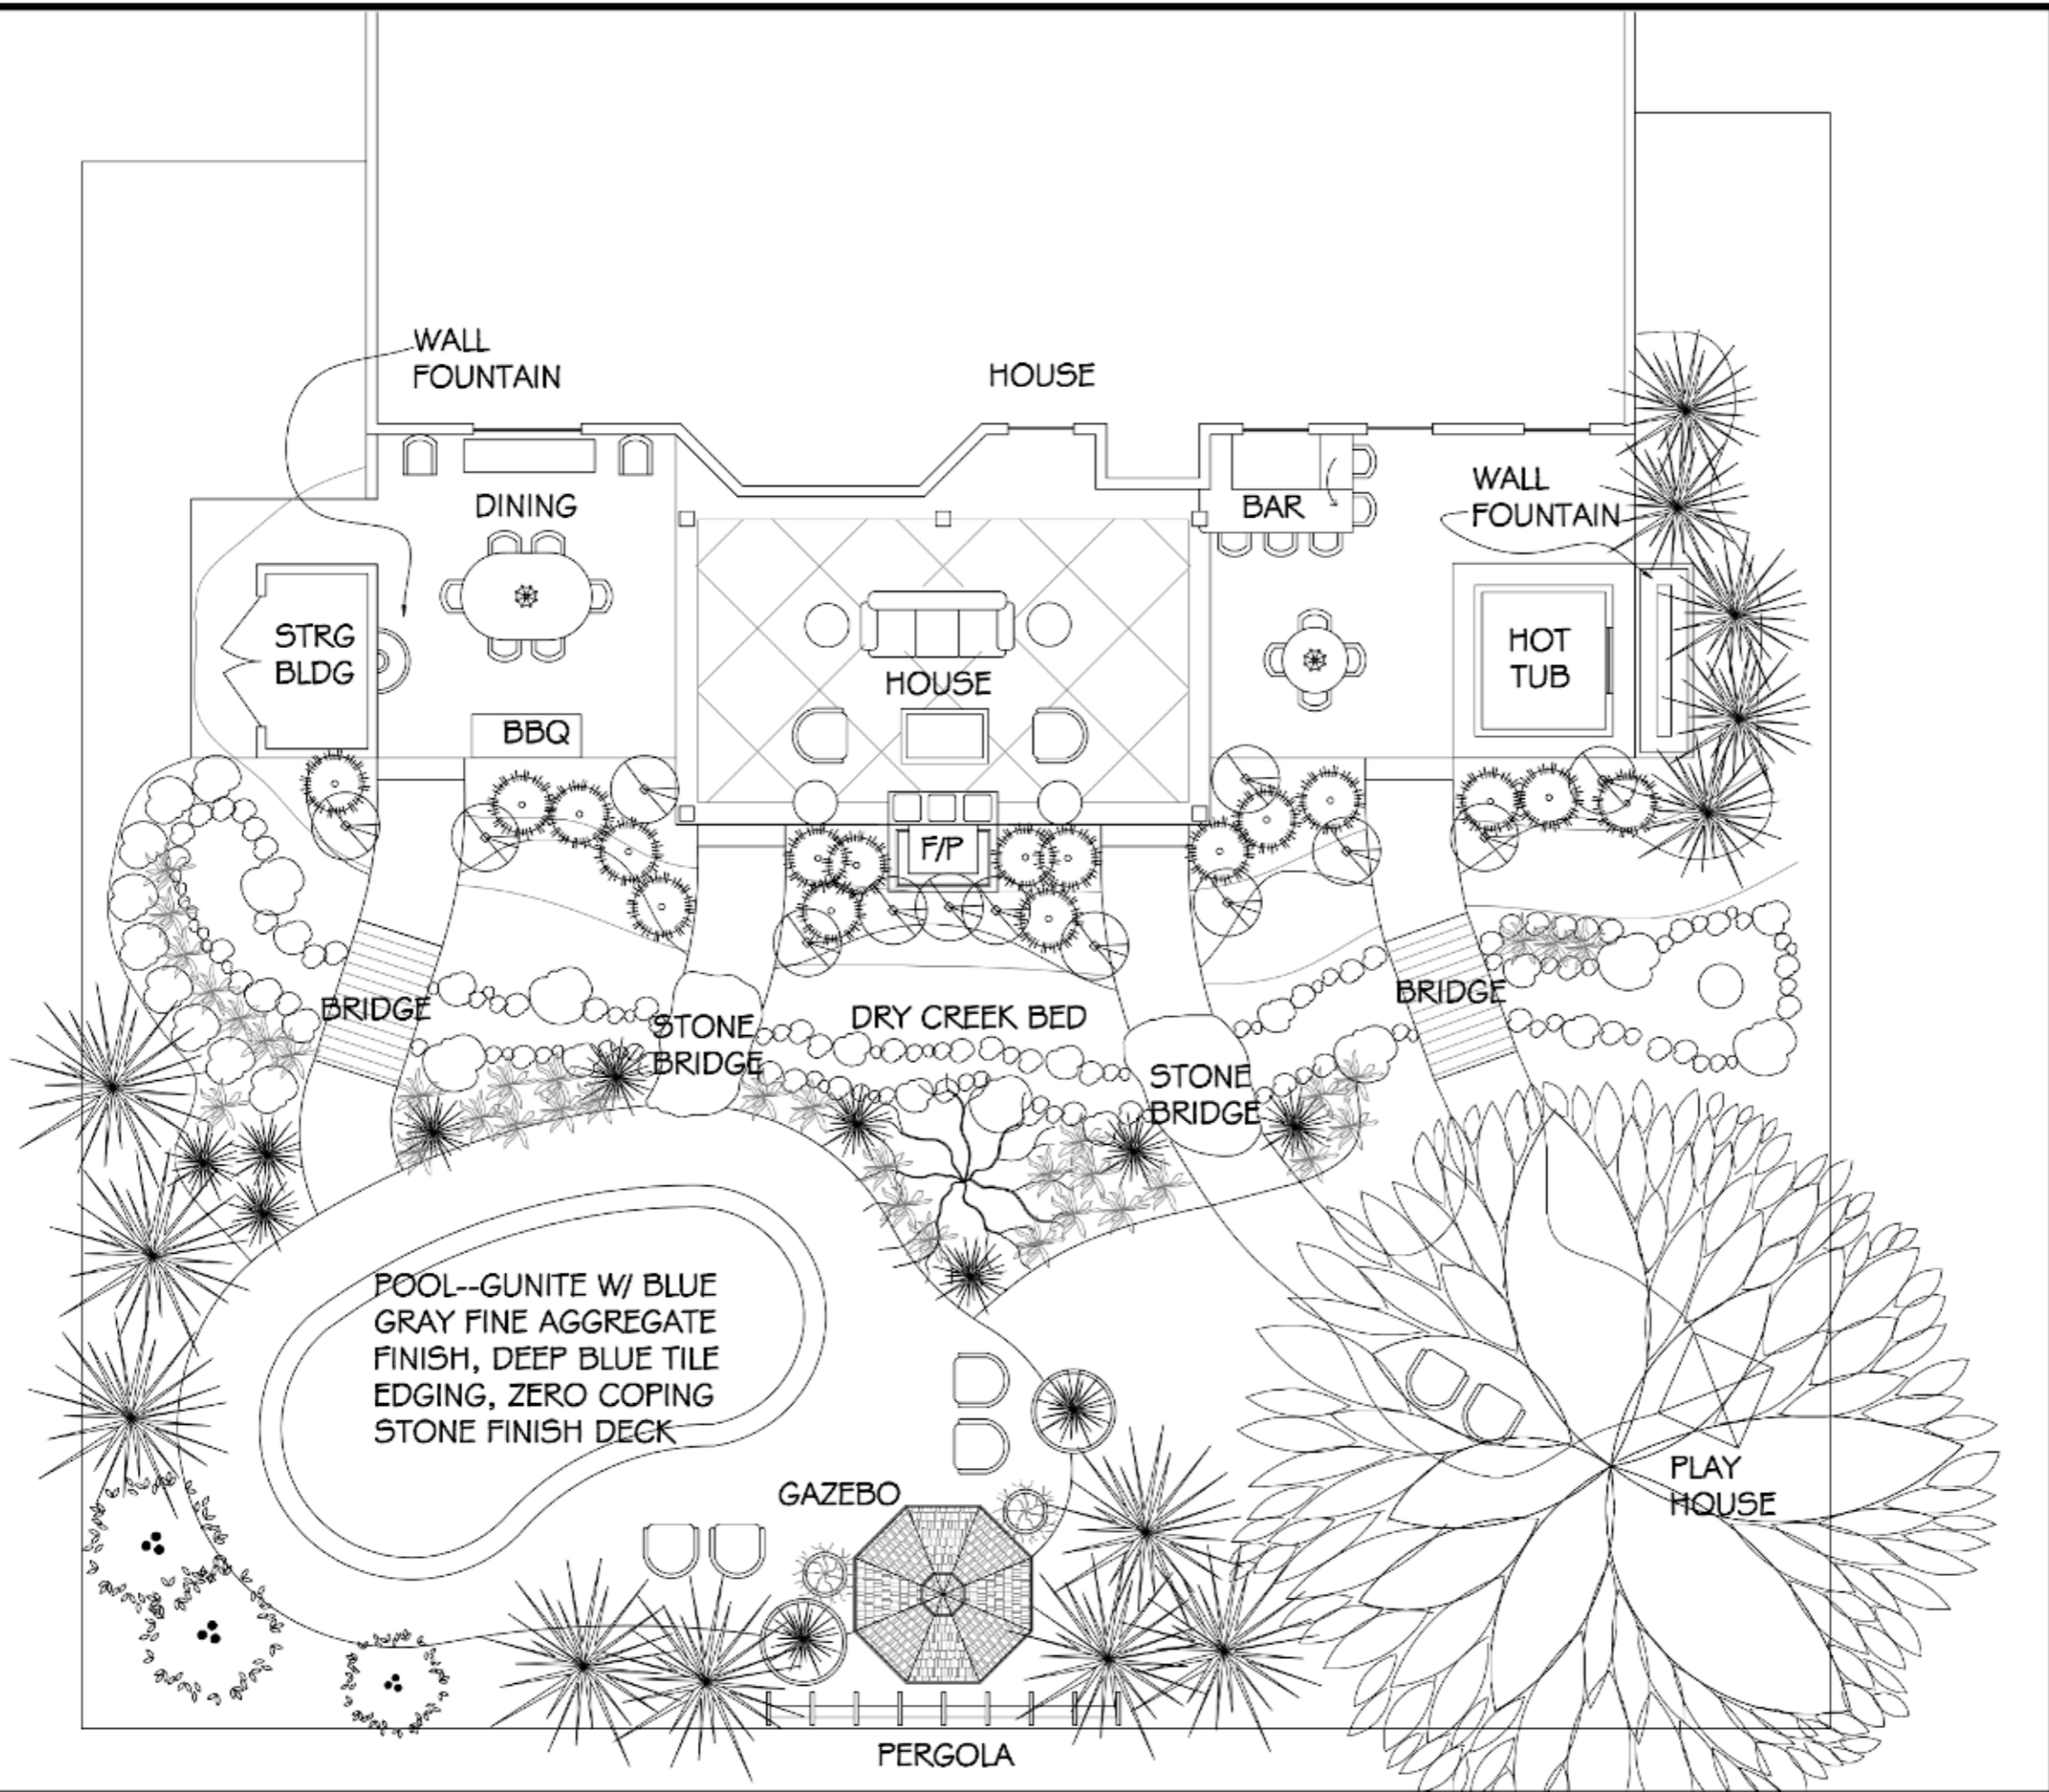 WALL
FOUNTAIN
HOUSE
DINING
BAR
WALL
FOUNTAIN
STRG
BLDG
HOUSE
HOT
TUB
BBQ
F/P
BRIDGE
STONE
BRIDGE
DRY CREEK BED
STONE
BRIDGE
BRIDGE
POOL--GUNITE W/ BLUE
GRAY FINE AGGREGATE
FINISH, DEEP BLUE TILE
EDGING, ZERO COPING
STONE FINISH DECK
GAZEBO
PLAY
HOUSE
PERGOLA